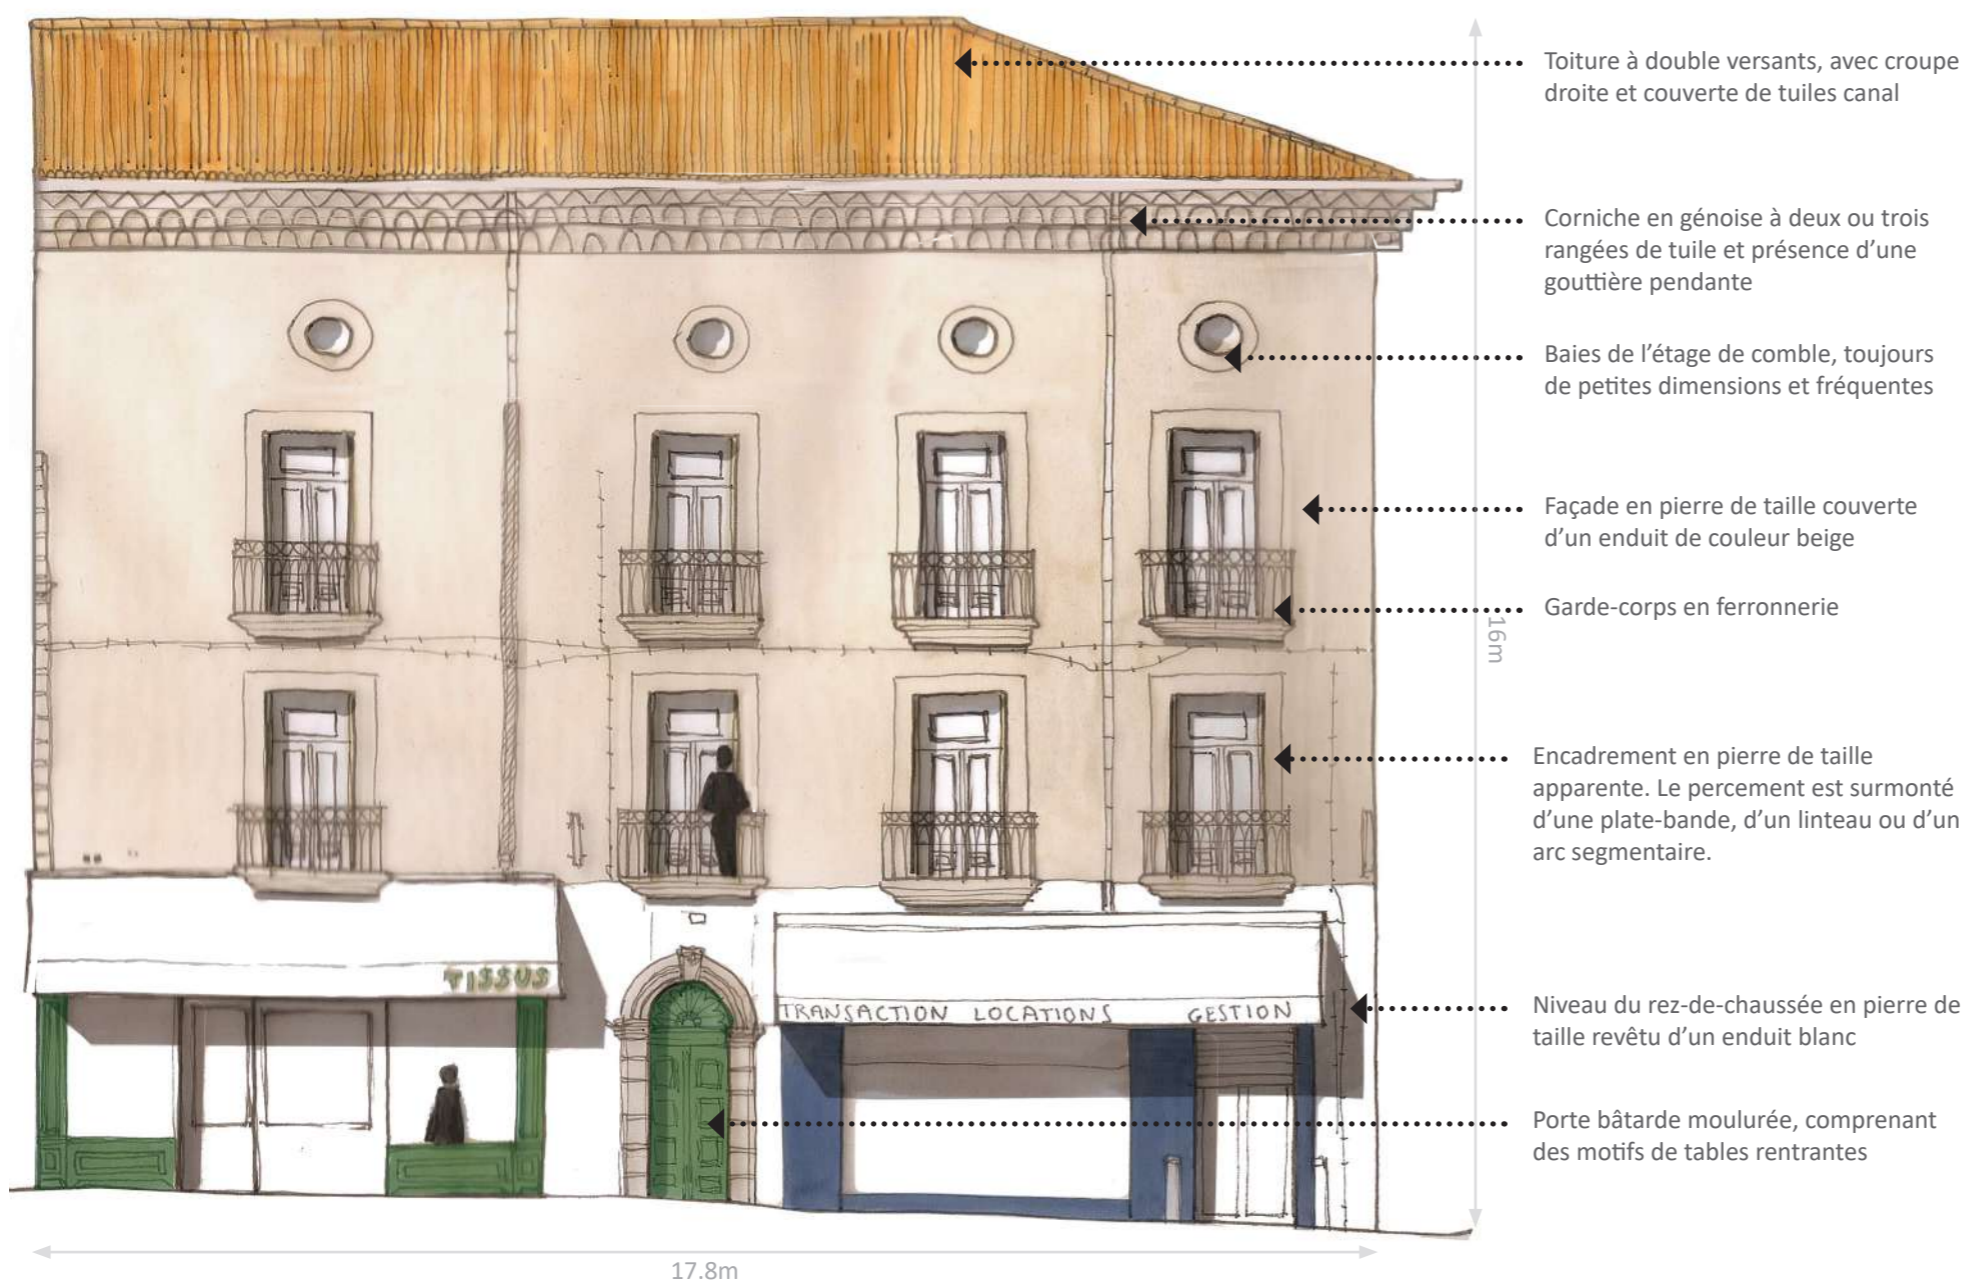 Toiture à double versants, avec croupe
droite et couverte de tuiles canal
Corniche en génoise à deux ou trois
rangées de tuile et présence d’une
gouttière pendante
Baies de l’étage de comble, toujours
de petites dimensions et fréquentes
Façade en pierre de taille couverte
d’un enduit de couleur beige
Garde-corps en ferronnerie
16m
Encadrement en pierre de taille
apparente. Le percement est surmonté
d’une plate-bande, d’un linteau ou d’un
arc segmentaire.
TISSUS
TRANSACTION LOCATIONS GESTION
Niveau du rez-de-chaussée en pierre de
taille revêtu d’un enduit blanc
Porte bâtarde moulurée, comprenant
des motifs de tables rentrantes
17.8m